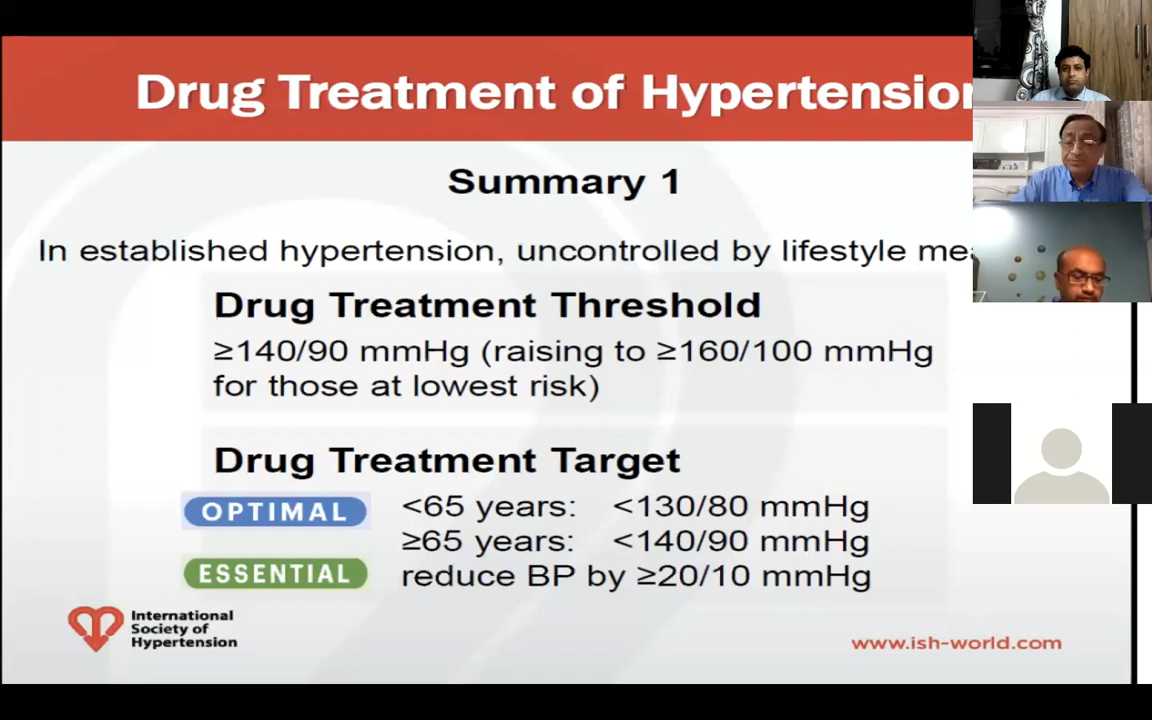 Drug Treatment of Hypertension
Summary 1
In established hypertension, uncontrolled by lifestyle
Drug Treatment Threshold
≥140/90 mmHg (raising to ≥160/100 mmHg
for those at lowest risk)
Drug Treatment Target
OPTIMAL <65 years: <130/80 mmHg
≥65 years: <140/90 mmHg
ESSENTIAL reduce BP by ≥20/10 mmHg
International
Society of
Hypertension
www.ish-world.com